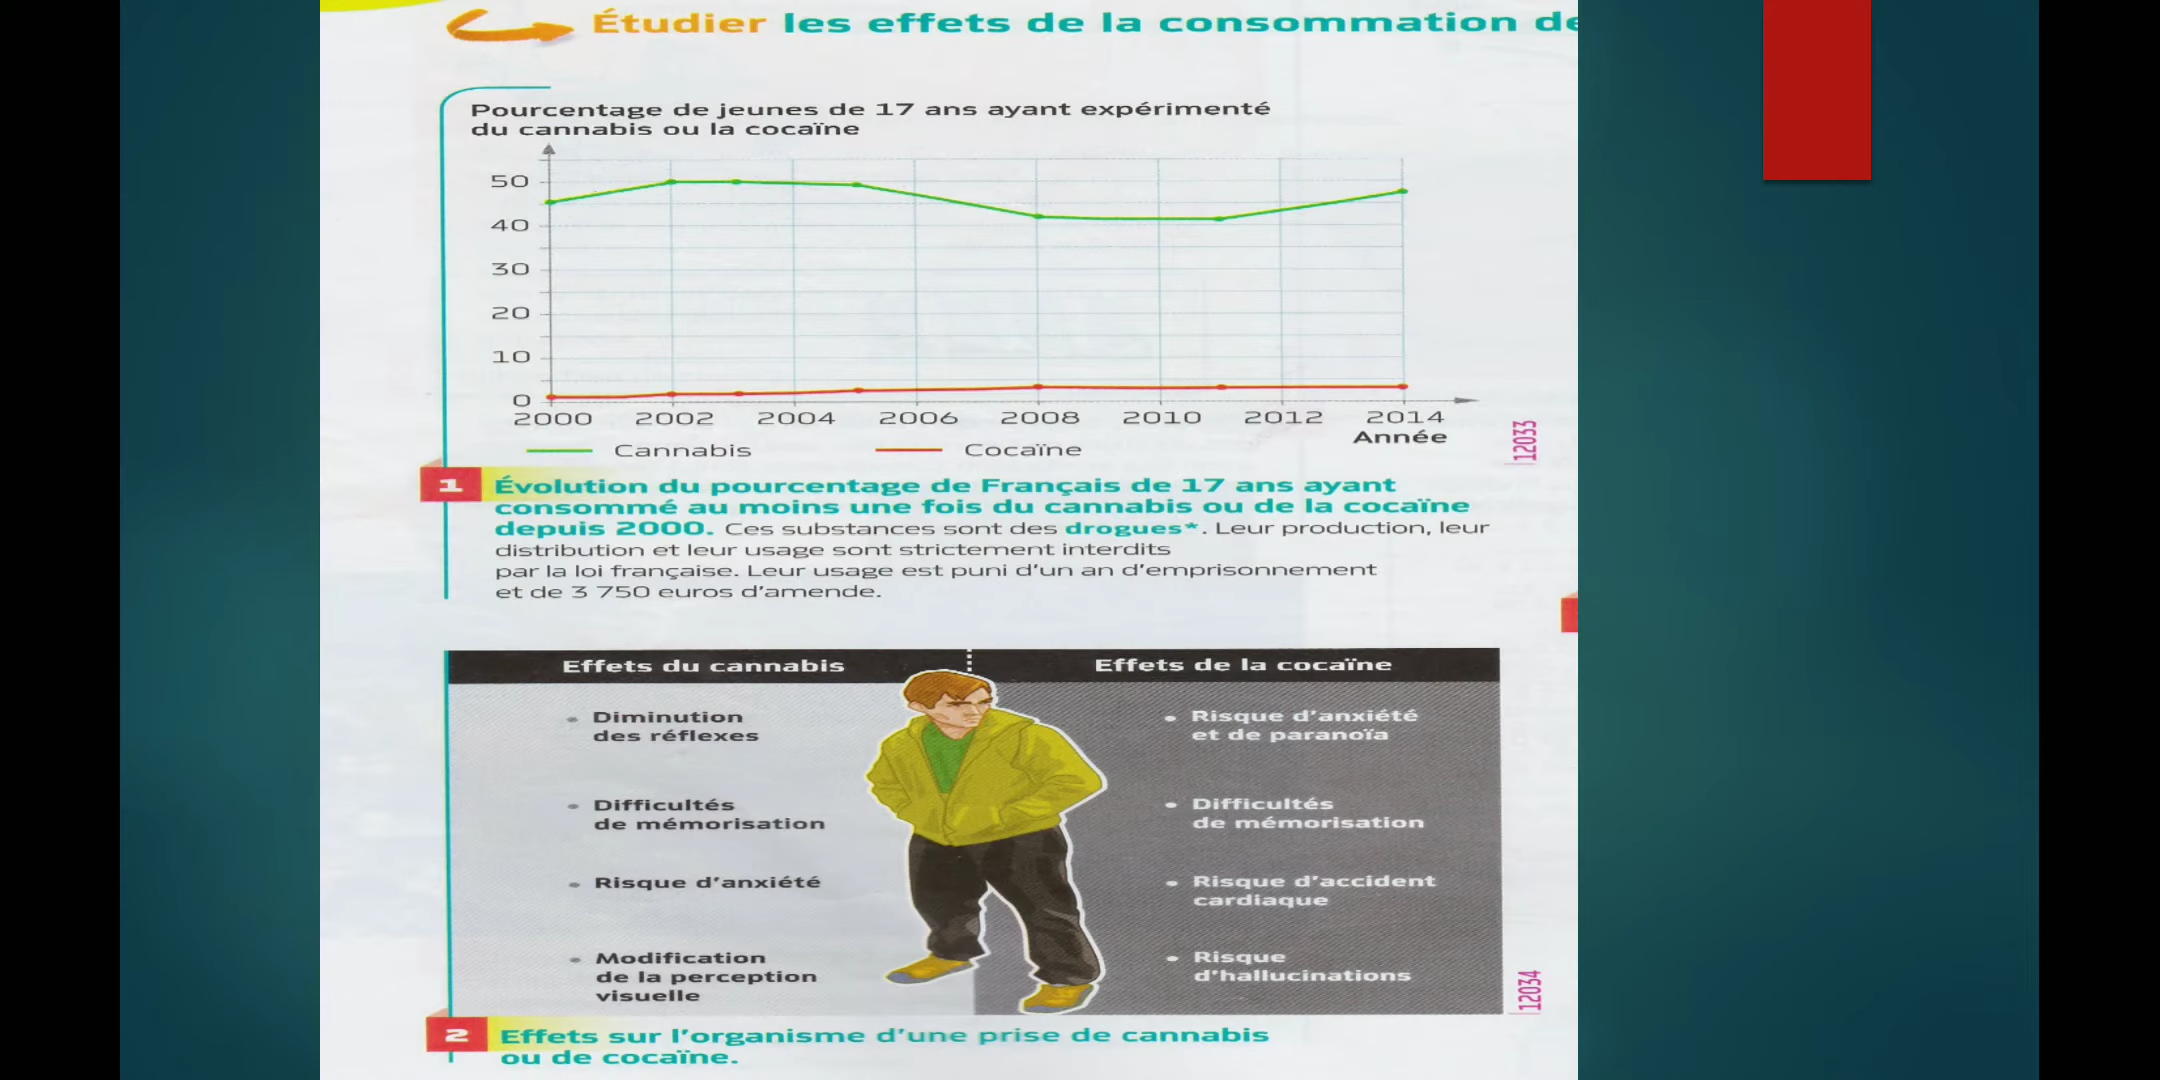 Étudier les effets de la consommation de
Pourcentage de jeunes de 17 ans ayant expérimenté
du cannabis ou la cocaïne
50
40
30
20
10
0
2000 2002 2004 2006 2008 2010 2012 2014
Année
Cannabis Cocaïne
12033
1 Évolution du pourcentage de Français de 17 ans ayant
consommé au moins une fois du cannabis ou de la cocaïne
depuis 2000. Ces substances sont des drogues*. Leur production, leur
distribution et leur usage sont strictement interdits
par la loi française. Leur usage est puni d'un an d'emprisonnement
et de 3 750 euros d'amende.
Effets du cannabis
• Diminution
des réflexes
• Difficultés
de mémorisation
• Risque d'anxiété
• Modification
de la perception
visuelle
Effets de la cocaïne
• Risque d'anxiété
et de paranoïa
• Difficultés
de mémorisation
• Risque d'accident
cardiaque
• Risque
d'hallucinations
12034
2 Effets sur l'organisme d'une prise de cannabis
ou de cocaïne.